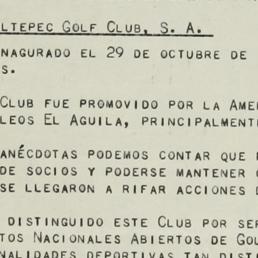 LTEPEC GOLF CLUB, S. A.
NAGURADO EL 29 DE OCTUBRE DE
S.
CLUB FUE PROMOVIDO POR LA AME
LEOS EL AGUILA, PRINCIPALMENT
ANÉCDOTAS PODEMOS CONTAR QUE
DE SOCIOS Y PODERSE MANTENER
SE LLEGARON A RIFAR ACCIONES
DISTINGUIDO ESTE CLUB POR SER
TOS NACIONALES ABIERTOS DE GOL
NALIDADES DEPORTIVAS TAN DIST